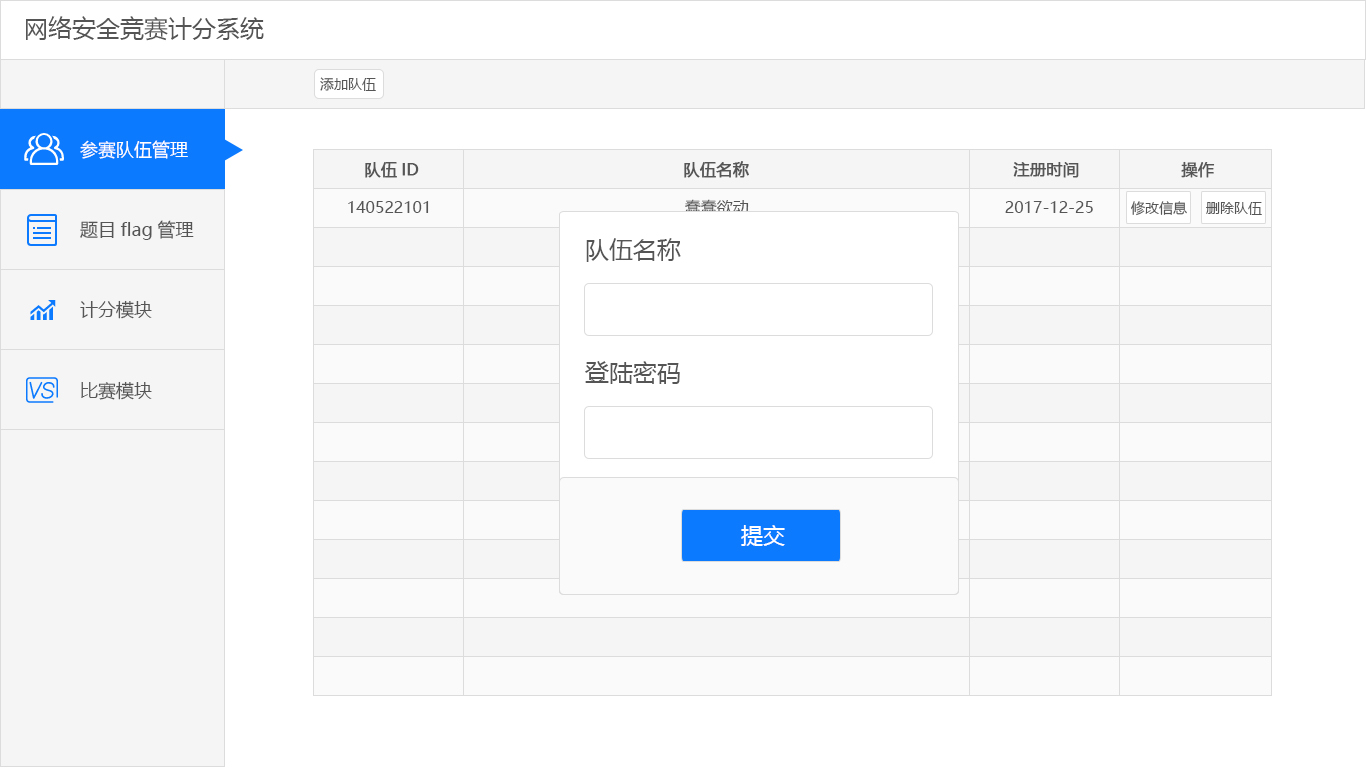 网络安全竞赛计分系统
添加队伍
参赛队伍管理
题目 flag 管理
计分模块
VS 比赛模块
队伍 ID 队伍名称 注册时间 操作
140522101 蠢蠢欲动 2017-12-25 修改信息 删除队伍
队伍名称
登陆密码
提交